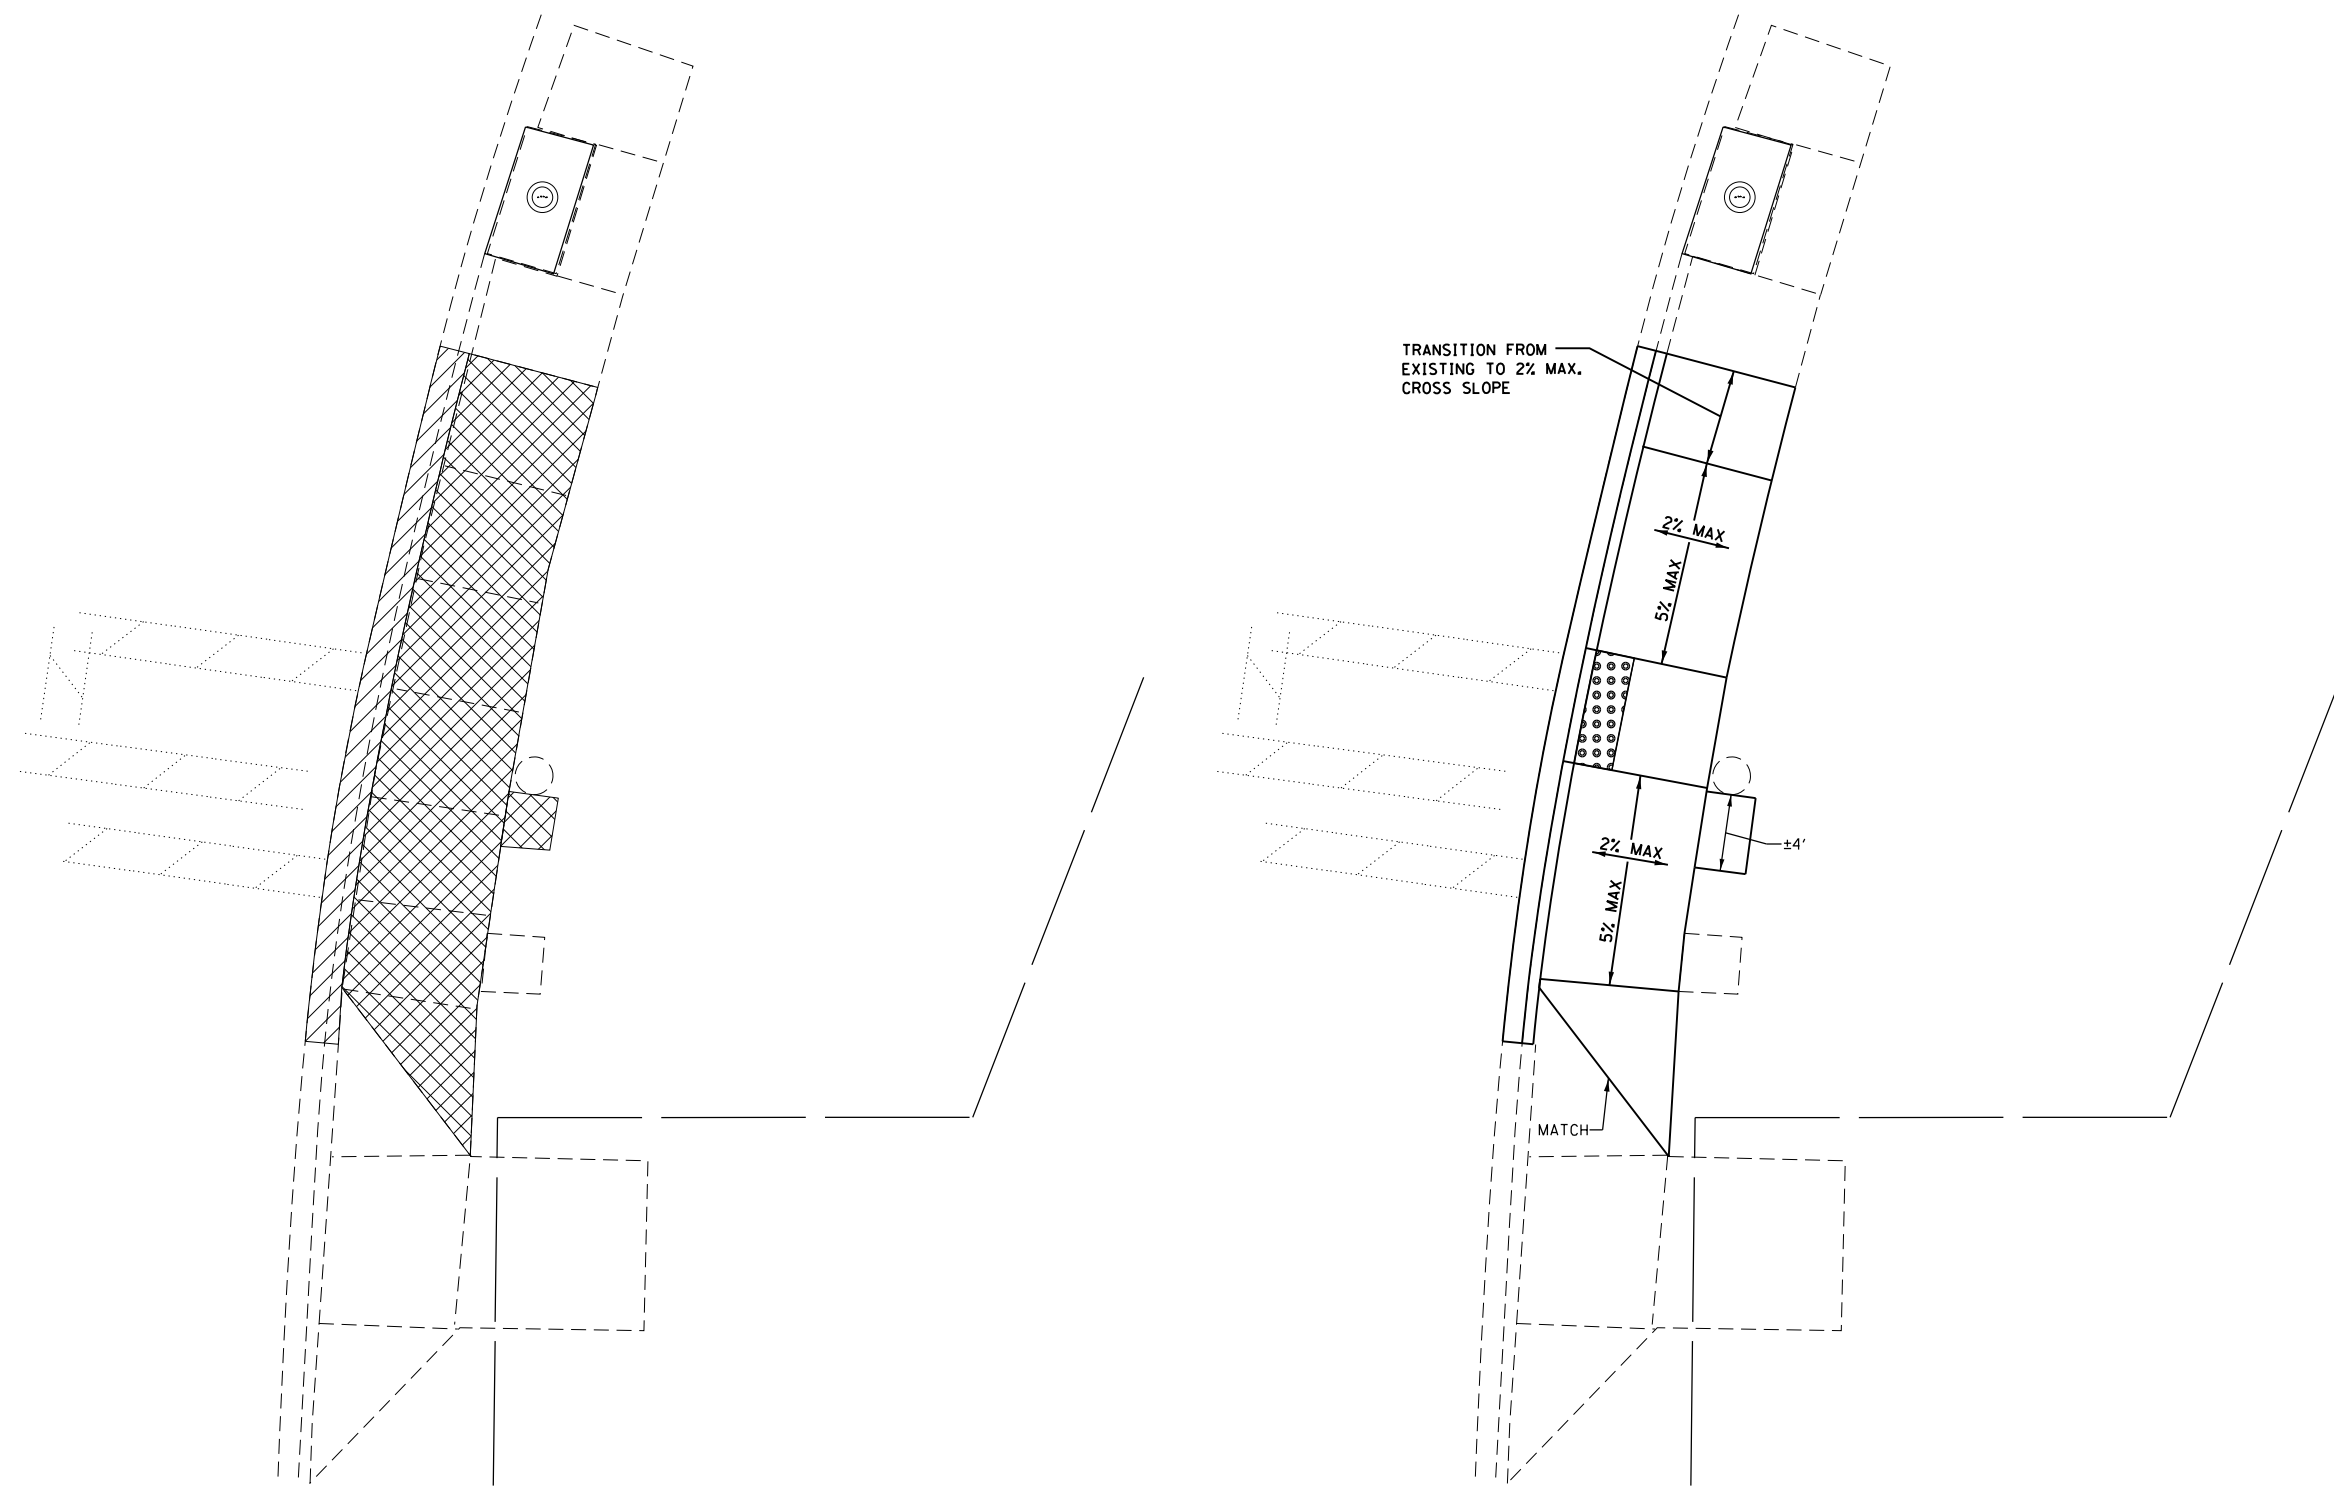 TRANSITION FROM
EXISTING TO 2% MAX.
CROSS SLOPE
2% MAX
5% MAX
2% MAX
±4'
5% MAX
MATCH